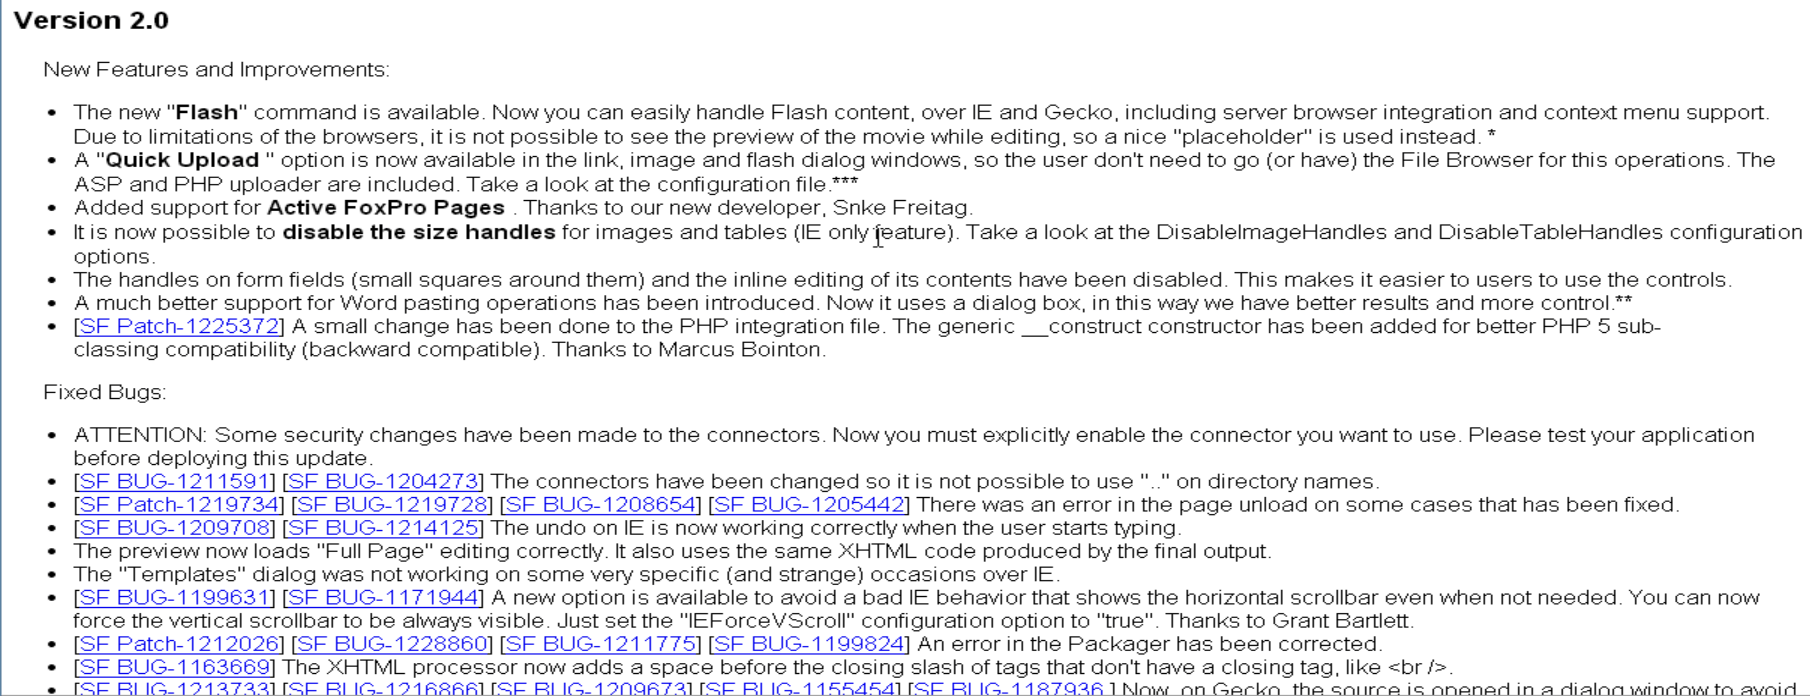 Version 2.0
New Features and Improvements:
• The new "Flash" command is available. Now you can easily handle Flash content, over IE and Gecko, including server browser integration and context menu support.
Due to limitations of the browsers, it is not possible to see the preview of the movie while editing, so a nice "placeholder" is used instead. *
• A "Quick Upload " option is now available in the link, image and flash dialog windows, so the user don't need to go (or have) the File Browser for this operations. The
ASP and PHP uploader are included. Take a look at the configuration file.***
• Added support for Active FoxPro Pages . Thanks to our new developer, Snke Freitag.
• It is now possible to disable the size handles for images and tables (IE only feature). Take a look at the DisableImageHandles and DisableTableHandles configuration
options.
• The handles on form fields (small squares around them) and the inline editing of its contents have been disabled. This makes it easier to users to use the controls.
• A much better support for Word pasting operations has been introduced. Now it uses a dialog box, in this way we have better results and more control.**
• [SF Patch-1225372] A small change has been done to the PHP integration file. The generic __construct constructor has been added for better PHP 5 sub-
classing compatibility (backward compatible). Thanks to Marcus Bointon.
Fixed Bugs:
• ATTENTION: Some security changes have been made to the connectors. Now you must explicitly enable the connector you want to use. Please test your application
before deploying this update.
• [SF BUG-1211591] [SF BUG-1204273] The connectors have been changed so it is not possible to use ".." on directory names.
• [SF Patch-1219734] [SF BUG-1219728] [SF BUG-1208654] [SF BUG-1205442] There was an error in the page unload on some cases that has been fixed.
• [SF BUG-1209708] [SF BUG-1214125] The undo on IE is now working correctly when the user starts typing.
• The preview now loads "Full Page" editing correctly. It also uses the same XHTML code produced by the final output.
• The "Templates" dialog was not working on some very specific (and strange) occasions over IE.
• [SF BUG-1199631] [SF BUG-1171944] A new option is available to avoid a bad IE behavior that shows the horizontal scrollbar even when not needed. You can now
force the vertical scrollbar to be always visible. Just set the "IEForceVScroll" configuration option to "true". Thanks to Grant Bartlett.
• [SF Patch-1212026] [SF BUG-1228860] [SF BUG-1211775] [SF BUG-1199824] An error in the Packager has been corrected.
• [SF BUG-1163669] The XHTML processor now adds a space before the closing slash of tags that don't have a closing tag, like <br />.
• [SF BUG-1213733] [SF BUG-1216866] [SF BUG-1209673] [SF BUG-1155454] [SF BUG-1187936 ] Now, on Gecko, the source is opened in a dialog window to avoid